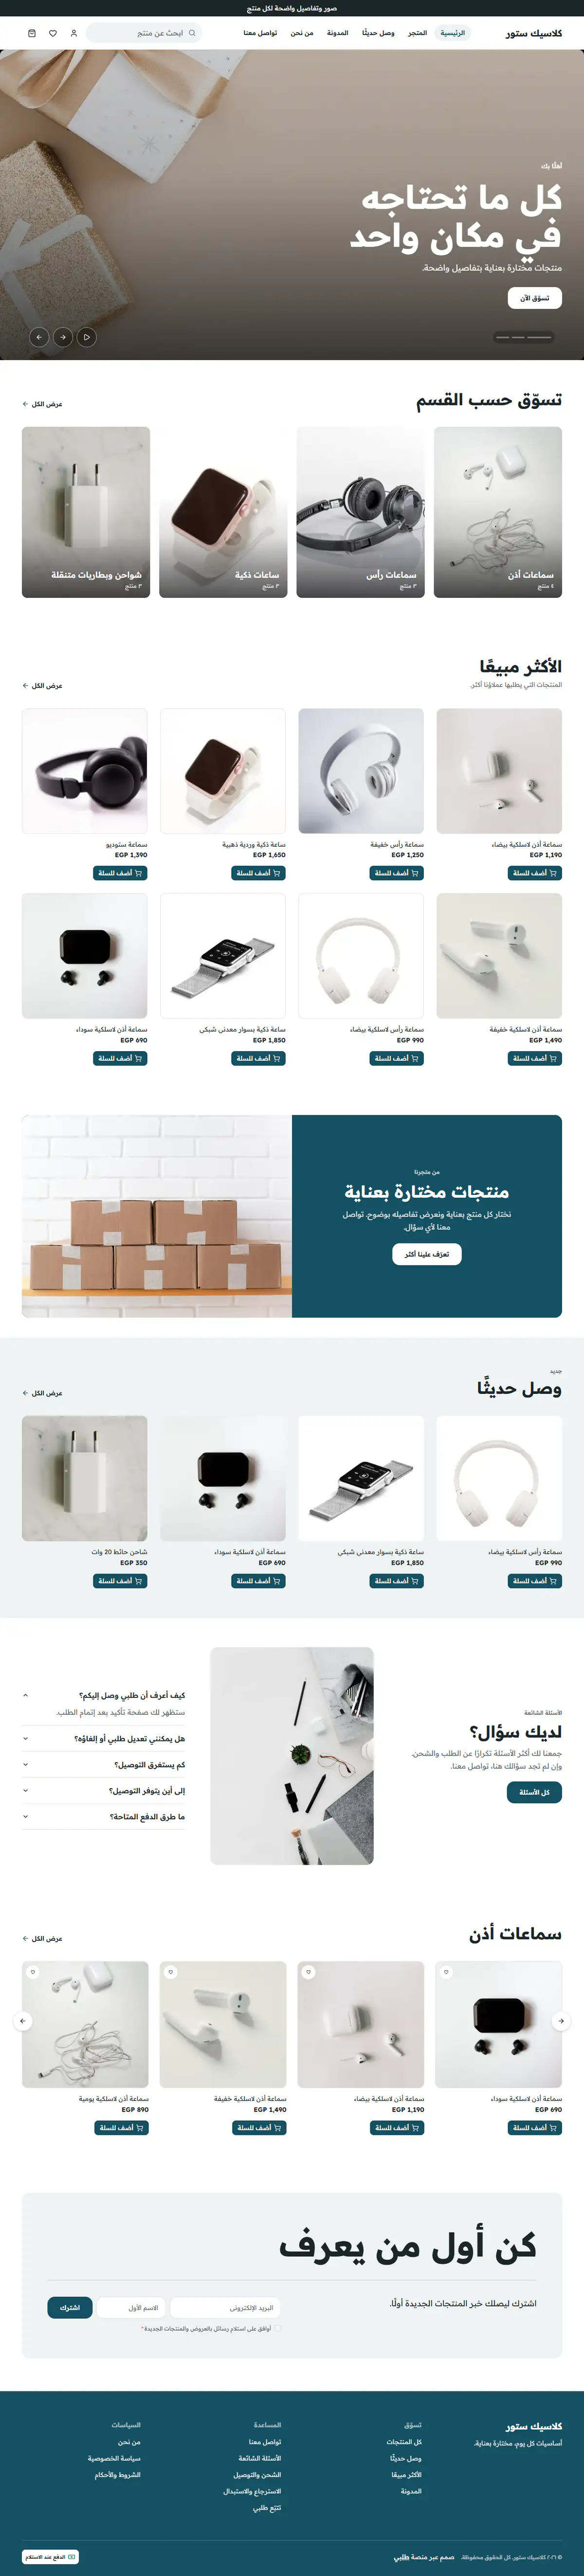 صور وتفاصيل واضحة لكل منتج
كلاسيك ستور
الرئيسية
المتجر
وصل حديثًا
المدونة
من نحن
تواصل معنا
ابحث عن منتج
أهلًا بك
كل ما تحتاجه
في مكان واحد
منتجات مختارة بعناية بتفاصيل واضحة.
تسوّق الآن
تسوّق حسب القسم
عرض الكل
سماعات أذن
٤ منتج
سماعات رأس
٣ منتج
ساعات ذكية
٣ منتج
شواحن وبطاريات متنقلة
٣ منتج
الأكثر مبيعًا
المنتجات التي يطلبها عملاؤنا أكثر.
عرض الكل
سماعة أذن لاسلكية بيضاء
EGP 1,190
أضف للسلة
سماعة رأس خفيفة
EGP 1,250
أضف للسلة
ساعة ذكية وردية ذهبية
EGP 1,650
أضف للسلة
سماعة ستوديو
EGP 1,390
أضف للسلة
سماعة أذن لاسلكية خفيفة
EGP 1,490
أضف للسلة
سماعة رأس لاسلكية بيضاء
EGP 990
أضف للسلة
ساعة ذكية بسوار معدني شبكي
EGP 1,850
أضف للسلة
سماعة أذن لاسلكية سوداء
EGP 690
أضف للسلة
من متجرنا
منتجات مختارة بعناية
نختار كل منتج بعناية ونعرض تفاصيله بوضوح. تواصل
معنا لأي سؤال.
تعرّف علينا أكثر
جديد
وصل حديثًا
عرض الكل
سماعة رأس لاسلكية بيضاء
EGP 990
أضف للسلة
ساعة ذكية بسوار معدني شبكي
EGP 1,850
أضف للسلة
سماعة أذن لاسلكية سوداء
EGP 690
أضف للسلة
شاحن حائط 20 وات
EGP 350
أضف للسلة
الأسئلة الشائعة
لديك سؤال؟
جمعنا لك أكثر الأسئلة تكرارًا عن الطلب والشحن.
وإن لم تجد سؤالك هنا، تواصل معنا.
كل الأسئلة
كيف أعرف أن طلبي وصل إليكم؟
ستظهر لك صفحة تأكيد بعد إتمام الطلب.
هل يمكنني تعديل طلبي أو إلغاؤه؟
كم يستغرق التوصيل؟
إلى أين يتوفر التوصيل؟
ما طرق الدفع المتاحة؟
سماعات أذن
عرض الكل
سماعة أذن لاسلكية سوداء
EGP 690
أضف للسلة
سماعة أذن لاسلكية بيضاء
EGP 1,190
أضف للسلة
سماعة أذن لاسلكية خفيفة
EGP 1,490
أضف للسلة
سماعة أذن لاسلكية يومية
EGP 890
أضف للسلة
كن أول من يعرف
اشترك ليصلك خبر المنتجات الجديدة أولًا.
البريد الإلكتروني
الاسم الأول
اشترك
أوافق على استلام رسائل بالعروض والمنتجات الجديدة *
كلاسيك ستور
أساسيات كل يوم، مختارة بعناية.
تسوّق
كل المنتجات
وصل حديثًا
الأكثر مبيعًا
المدونة
المساعدة
تواصل معنا
الأسئلة الشائعة
الشحن والتوصيل
الاسترجاع والاستبدال
تتبّع طلبي
السياسات
من نحن
سياسة الخصوصية
الشروط والأحكام
© ٢٠٢٦ كلاسيك ستور. كل الحقوق محفوظة.
صمم عبر منصة طلبي
الدفع عند الاستلام